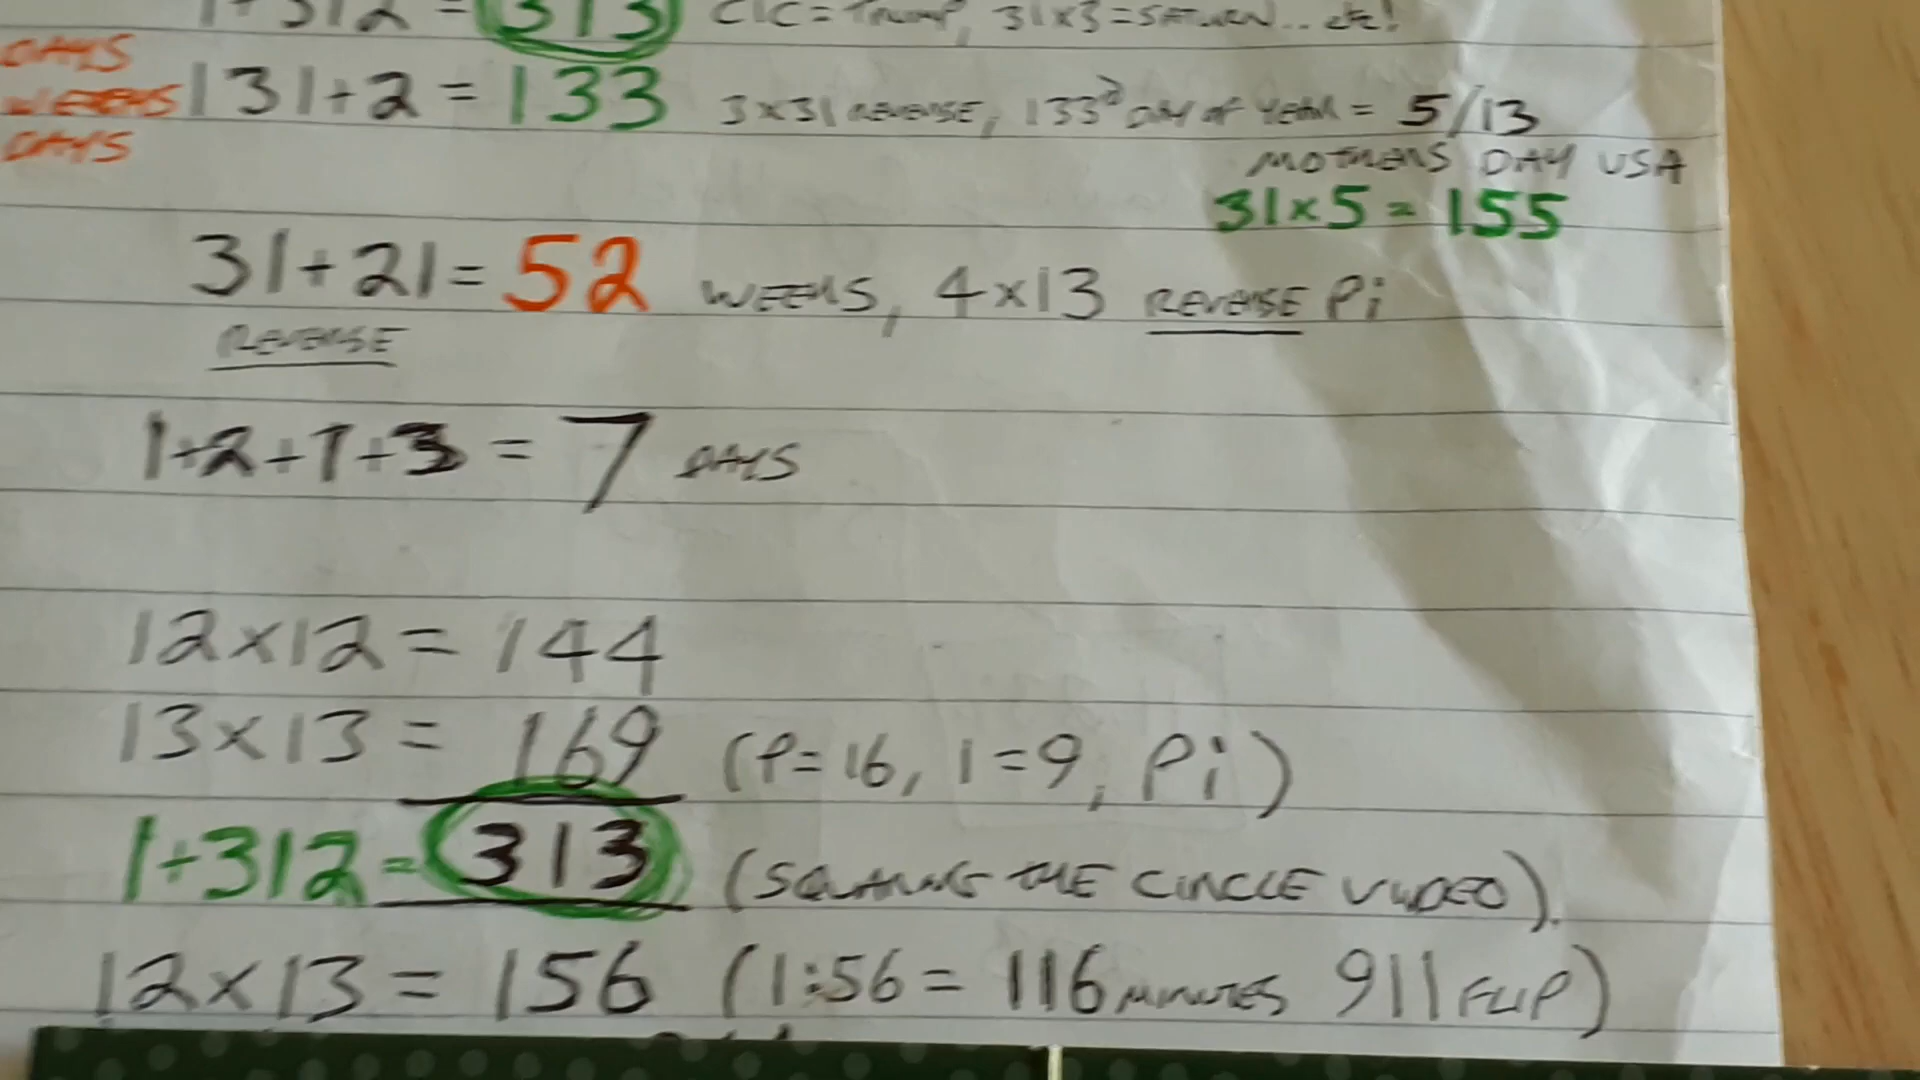 1+312 = 313 CIC = TRUMP, 31x3 = SATURN... etc!
DAYS
WEEKS 131+2 = 133 3x31 REVERSE, 133rd DAY OF YEAR = 5/13
DAYS
MOTHERS DAY USA
31x5 = 155
31+21 = 52 WEEKS, 4x13 REVERSE Pi
REVERSE
1+2+1+3 = 7 DAYS
12x12 = 144
13x13 = 169 (P=16, i=9, Pi)
1+312 = 313 (SQUARING THE CIRCLE VIDEO).
12x13 = 156 (1:56 = 116 MINUTES 911 FLIP)